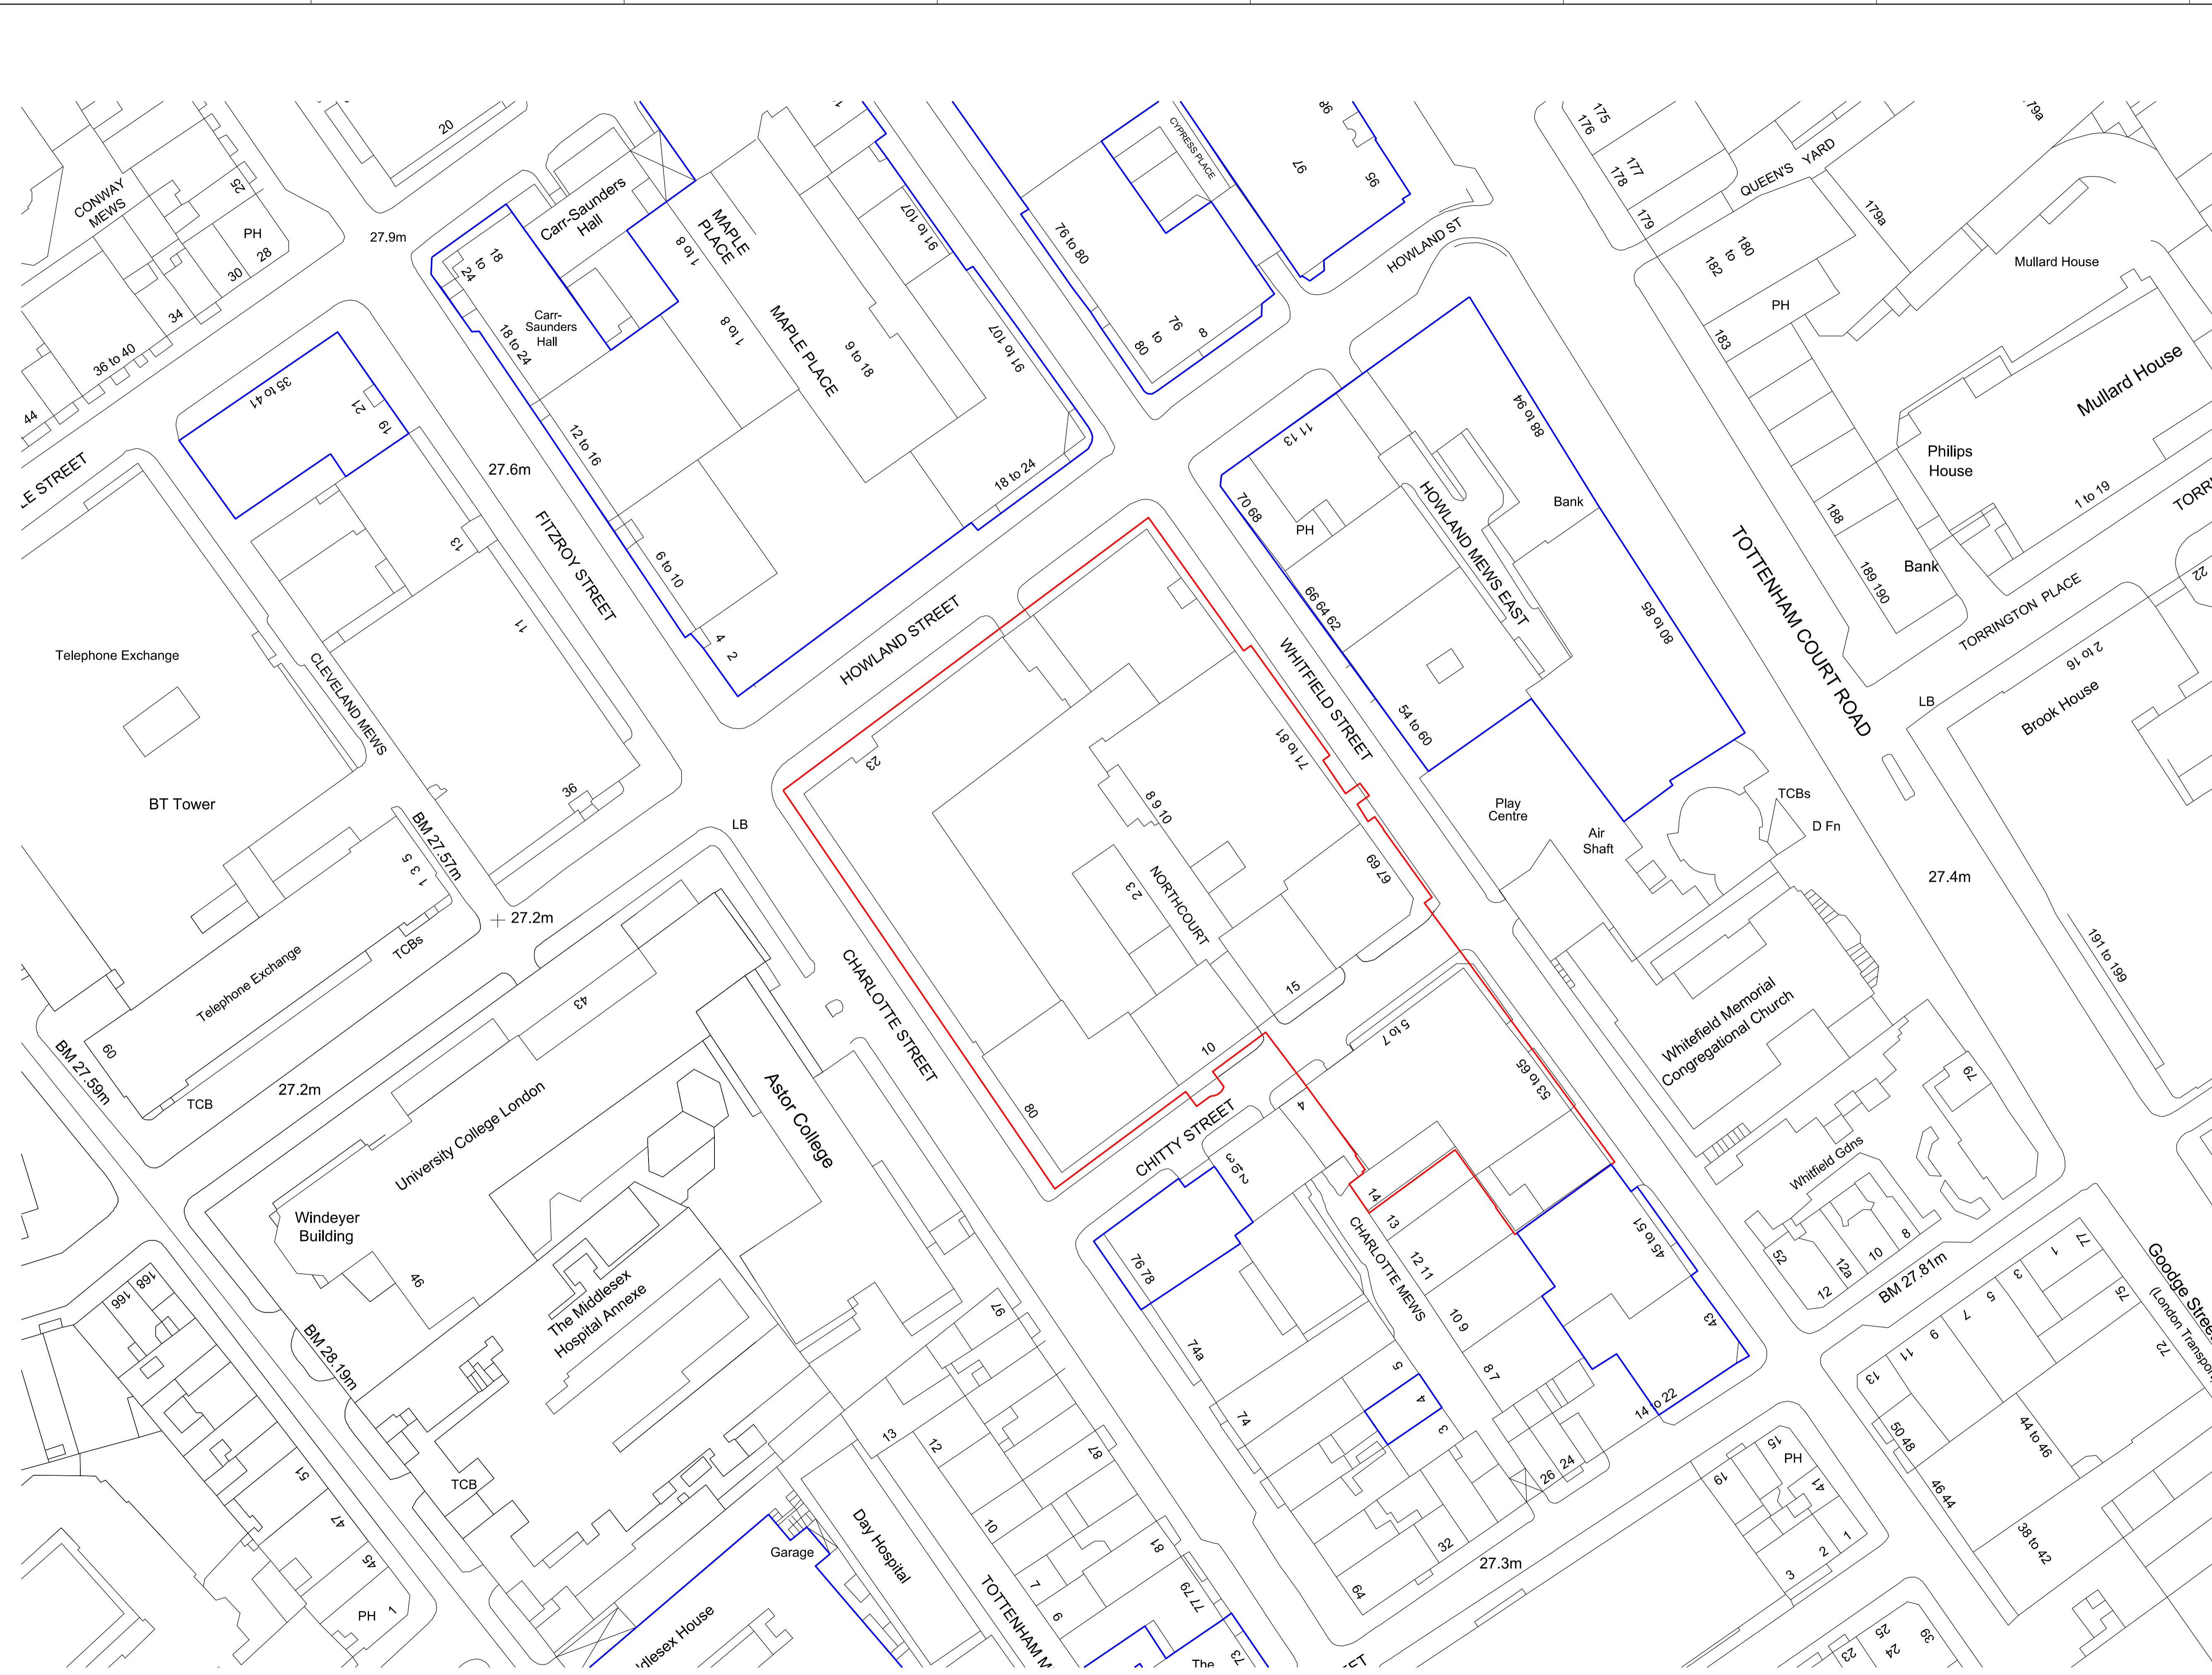 20
CONWAY
MEWS
25
PH
28
30
34
36 to 40
44
27.9m
Carr-Saunders
Hall
18
to
24
Carr-
Saunders
Hall
18 to 24
MAPLE
PLACE
1 to 8
1 to 8
MAPLE PLACE
9 to 18
91 to 107
91 to 107
18 to 24
12 to 16
6 to 10
4
2
CYPRESS PLACE
76 to 80
76
to
80
8
97
95
HOWLAND ST
175
176
177
178
179
QUEEN'S YARD
179a
180
to
182
PH
183
Mullard House
Mullard House
Philips
House
1 to 19
188
189 190
Bank
TORRINGTON PLACE
22
2 to 16
LB
Brook House
35 to 41
21
19
27.6m
13
11
FITZROY STREET
LE STREET
Telephone Exchange
BT Tower
CLEVELAND MEWS
36
1 3 5
BM 27.57m
27.2m
TCBs
Telephone Exchange
60
BM 27.59m
TCB
27.2m
HOWLAND STREET
23
LB
11 13
70 68
PH
66 64 62
54 to 60
HOWLAND MEWS EAST
88 to 94
Bank
80 to 85
TOTTENHAM COURT ROAD
WHITFIELD STREET
71 to 81
8 9 10
2 3
NORTHCOURT
67 69
15
10
80
CHARLOTTE STREET
CHITTY STREET
Play
Centre
Air
Shaft
TCBs
D Fn
27.4m
191 to 199
Whitefield Memorial
Congregational Church
79
Whitfield Gdns
52
12
12a
10
8
BM 27.81m
5 to 7
53 to 65
4
2 to 3
14
13
12 11
10 9
8 7
CHARLOTTE MEWS
45 to 51
43
14 to 22
24
26
76 78
74a
74
5
4
3
32
64
27.3m
43
University College London
Astor College
Windeyer
Building
46
The Middlesex
Hospital Annexe
BM 28.19m
166
168
51
47
45
PH
1
TCB
97
13
12
87
10
81
7
6
77 79
73
The
Day Hospital
Garage
dlesex House
TOTTENHAM M
Goodge Stree
(London Transpor
77
1
3
5
7
9
11
13
75
72
50 48
44 to 46
46 44
38 to 42
15
PH
41
19
1
2
3
25
24
23
39